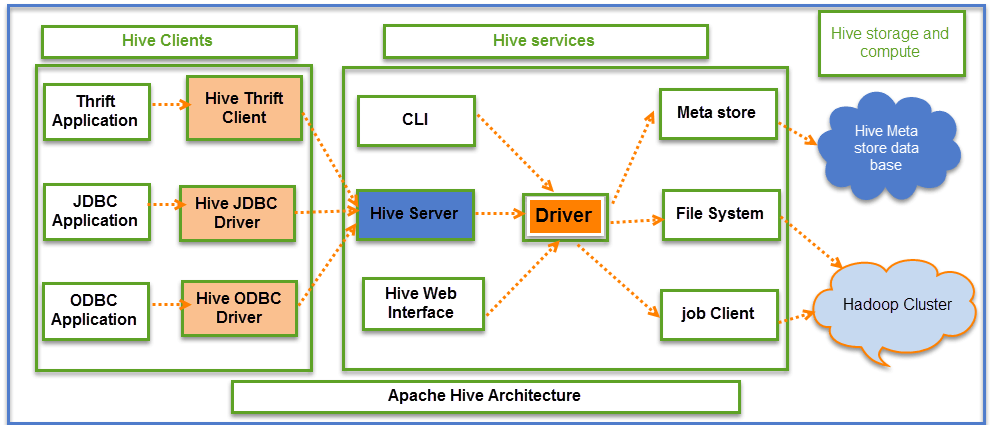 Hive Clients
Hive services
Hive storage and
compute
Thrift
Application
Hive Thrift
Client
CLI
Meta store
Hive Meta
store data
base
JDBC
Application
Hive JDBC
Driver
Hive Server
Driver
File System
ODBC
Application
Hive ODBC
Driver
Hive Web
Interface
job Client
Hadoop Cluster
Apache Hive Architecture